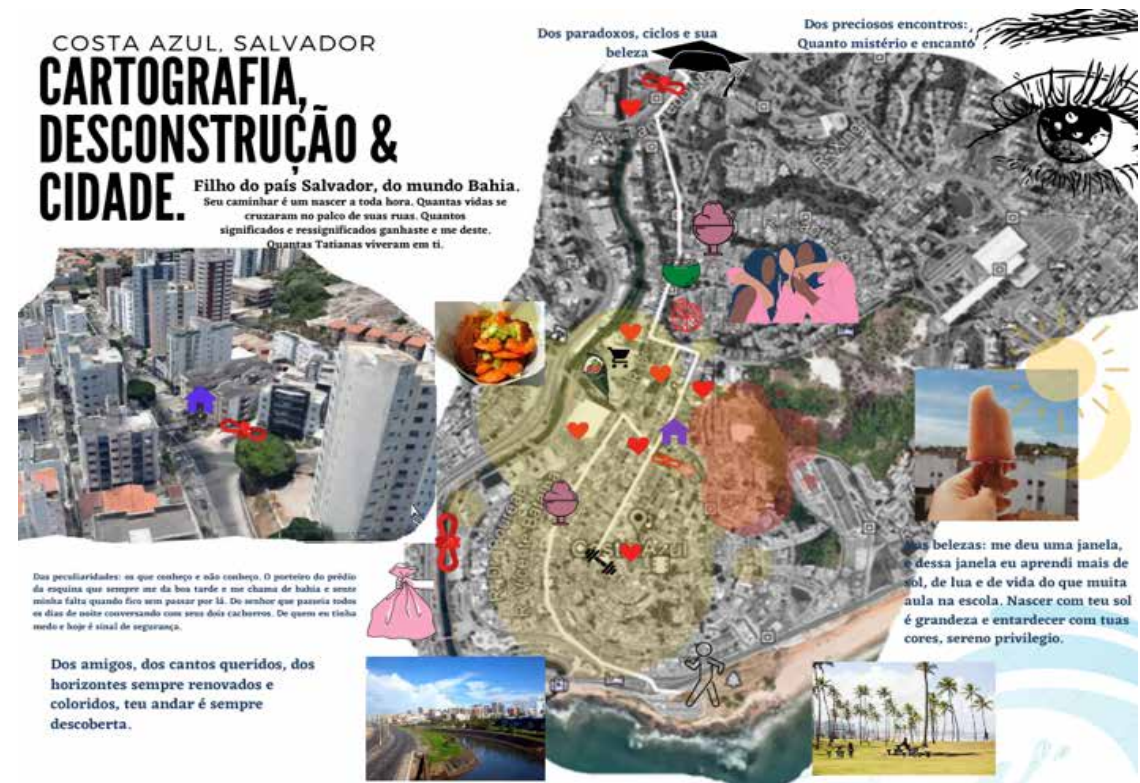 COSTA AZUL, SALVADOR
CARTOGRAFIA,
DESCONSTRUÇÃO &
CIDADE.
Filho do país Salvador, do mundo Bahia.
Seu caminhar é um nascer a toda hora. Quantas vidas se
cruzaram no palco de suas ruas. Quantos
significados e ressignificados ganhaste e me deste.
Quantas Tatianas viveram em ti.
Dos paradoxos, ciclos e sua
beleza
Dos preciosos encontros:
Quanto mistério e encanto
Costa Azul
Das peculiaridades: os que conheço e não conheço. O porteiro do prédio
da esquina que sempre me da boa tarde e me chama de bahia e sente
minha falta quando fico sem passar por lá. Do senhor que passeia todos
os dias de noite conversando com seus dois cachorros. De quem eu tinha
medo e hoje é sinal de segurança.
Dos amigos, dos cantos queridos, dos
horizontes sempre renovados e
coloridos, teu andar é sempre
descoberta.
belezas: me deu uma janela,
e dessa janela eu aprendi mais de
sol, de lua e de vida do que muita
aula na escola. Nascer com teu sol
é grandeza e entardecer com tuas
cores, sereno privilegio.